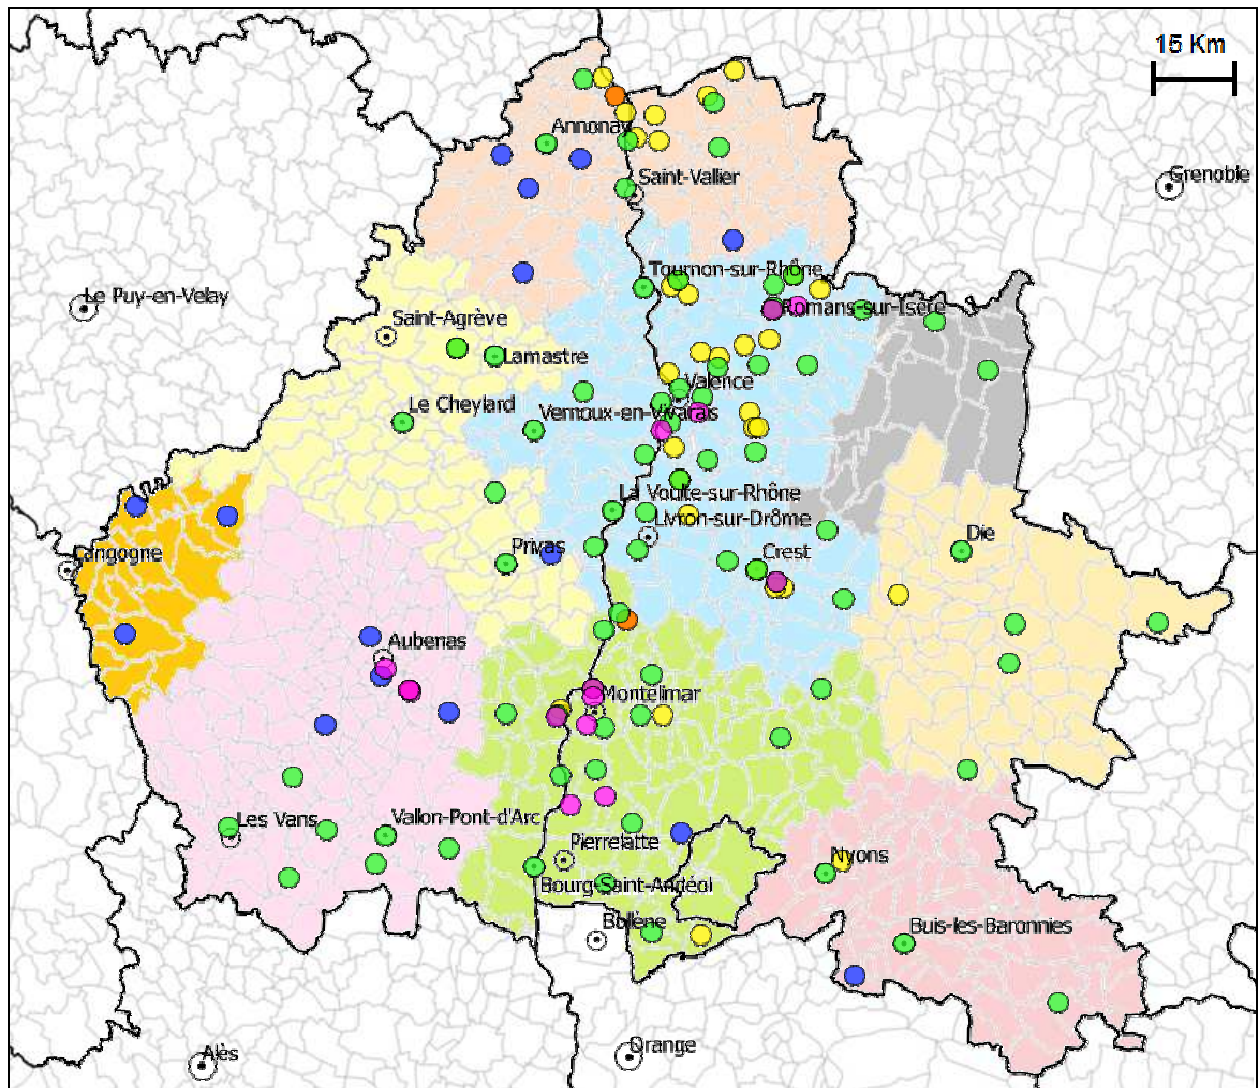 15 Km
Annonay
Grenoble
Saint-Vallier
Tournon-sur-Rhône
Le Puy-en-Velay
Romans-sur-Isère
Saint-Agrève
Lamastre
Valence
Le Cheylard
Vernoux-en-Vivarais
La Voulte-sur-Rhône
Livron-sur-Drôme
Die
Privas
Crest
Langogne
Aubenas
Montélimar
Les Vans
Vallon-Pont-d'Arc
Pierrelatte
Nyons
Bourg-Saint-Andéol
Bollène
Buis-les-Baronnies
Orange
Alès